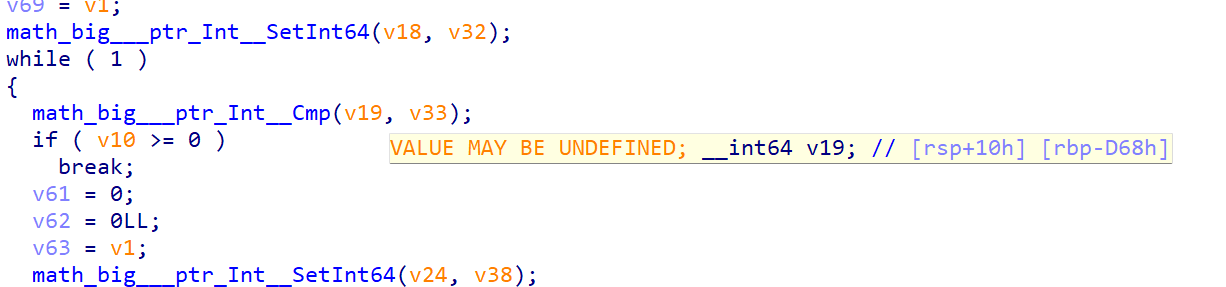 v69 = v1;
math_big___ptr_Int__SetInt64(v18, v32);
while ( 1 )
{
math_big___ptr_Int__Cmp(v19, v33);
if ( v10 >= 0 )
VALUE MAY BE UNDEFINED; __int64 v19; // [rsp+10h] [rbp-D68h]
break;
v61 = 0;
v62 = 0LL;
v63 = v1;
math_big___ptr_Int__SetInt64(v24, v38);